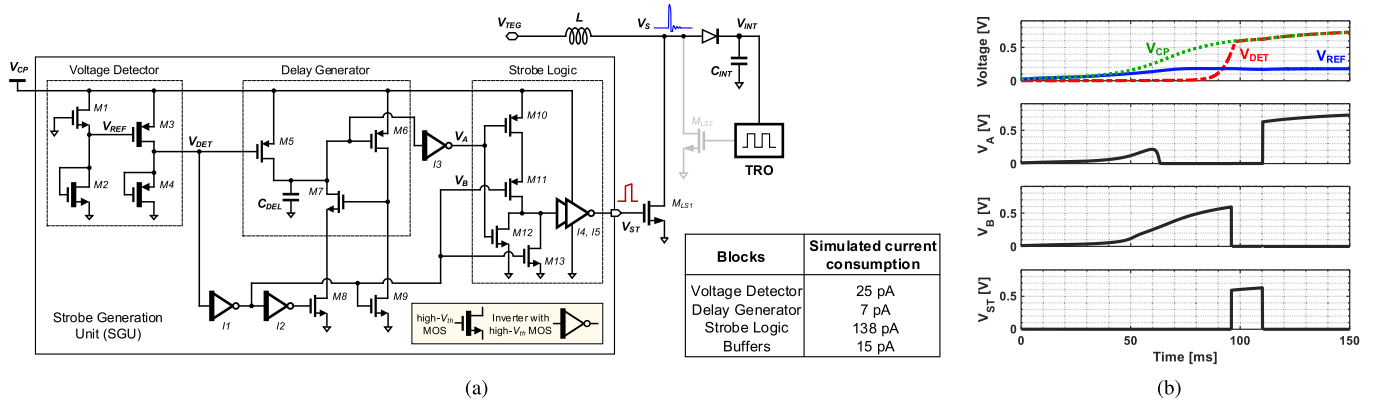 V_TEG
L
V_S
V_INT
C_INT
V_CP
Voltage Detector
Delay Generator
Strobe Logic
M1
V_REF
M3
V_DET
M2
M4
M5
M6
M7
C_DEL
I3
V_A
V_B
M10
M11
M12
M13
I4, I5
V_ST
M_LS1
M_LS2
TRO
I1
I2
M8
M9
Strobe Generation
Unit (SGU)
high-V_th
MOS
Inverter with
high-V_th MOS
Blocks Simulated current
consumption
Voltage Detector 25 pA
Delay Generator 7 pA
Strobe Logic 138 pA
Buffers 15 pA
(a)
Voltage [V]
0.5
0
V_CP
V_DET
V_REF
V_A [V]
0.5
0
V_B [V]
0.5
0
V_ST [V]
0.5
0
0 50 100 150
Time [ms]
(b)